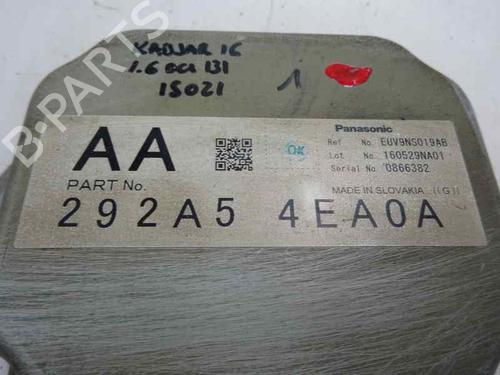 KADJAR 16
1.6 dci 131
15021
1
AA
OK
Panasonic
Ref No. EUV9NS019AB
Lot No. 160529NA01
Serial No. 0866382
PART No.
MADE IN SLOVAKIA ((G))
292A5 4EA0A
B-PARTS